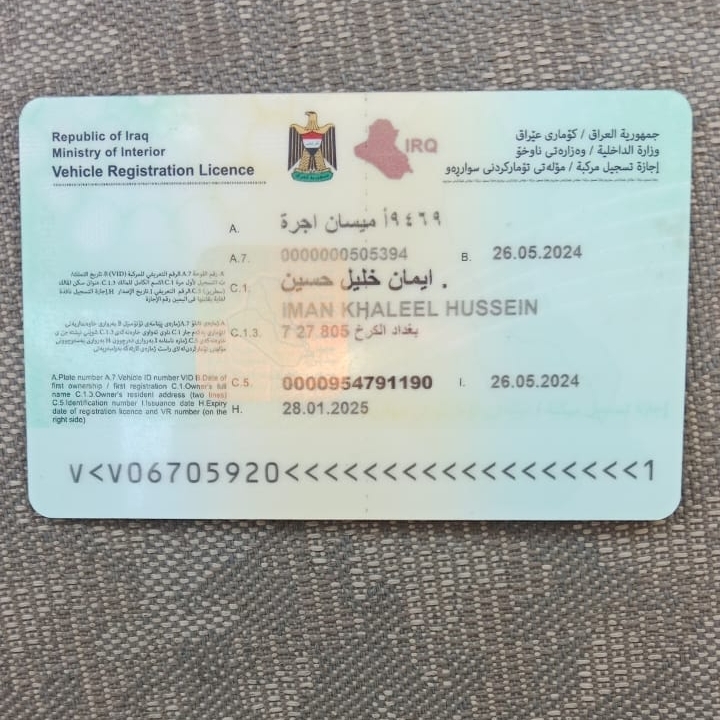 Republic of Iraq
Ministry of Interior
Vehicle Registration Licence
IRQ
جمهورية العراق / كۆماری عێراق
وزارة الداخلية / وەزارەتی ناوخۆ
إجازة تسجيل مركبة / مۆڵەتی تۆمارکردنی سواریەو
A. ٩٤٦٩أ ميسان اجرة
A.7. 0000000505394
B. 26.05.2024
C.1. ايمان خليل حسين .
IMAN KHALEEL HUSSEIN
C.1.3. بغداد الكرخ 805 27 7
C.5. 0000954791190
I. 26.05.2024
H. 28.01.2025
A.Plate number A.7 Vehicle ID number VID B Date of
first ownership / first registration C.1.Owner's full
name C.1.3.Owner's resident address (two lines)
C.5.Identification number I.Issuance date H.Expiry
date of registration licence and VR number (on the
right side)
V<V06705920<<<<<<<<<<<<<<<<<<<1